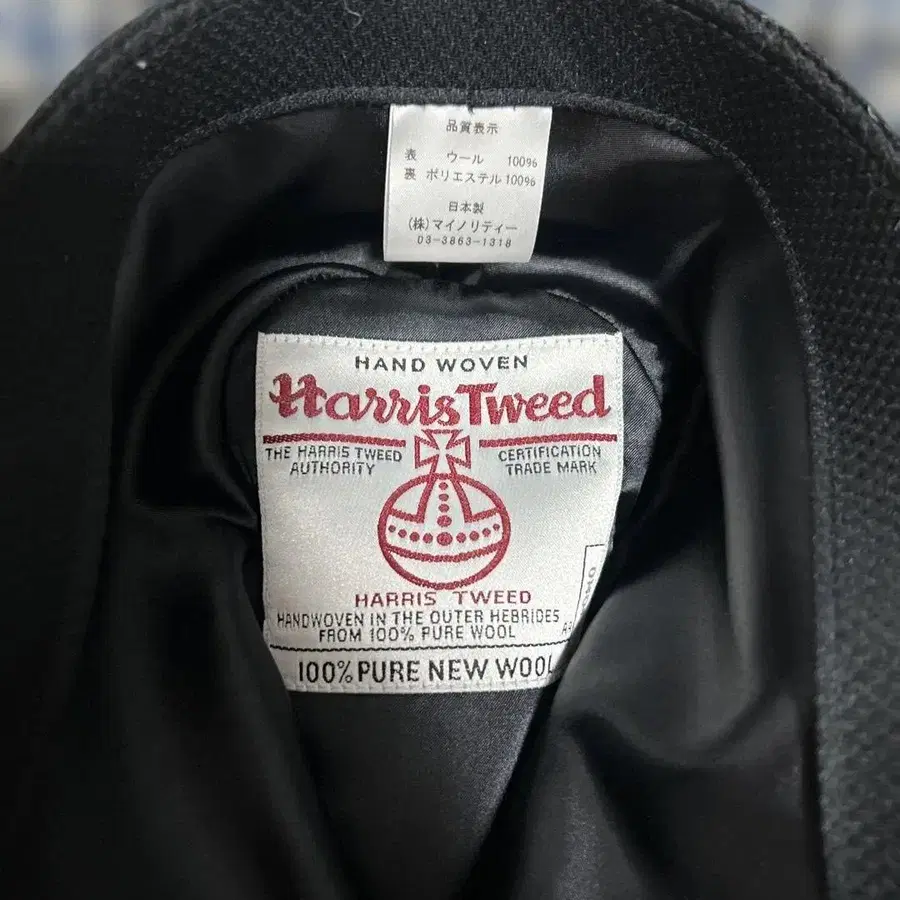 品質表示
表 ウール 100%
裏 ポリエステル 100%
日本製
(株)マイノリティー
03-3863-1318
HAND WOVEN
Harris Tweed
THE HARRIS TWEED AUTHORITY
CERTIFICATION TRADE MARK
HARRIS TWEED
HANDWOVEN IN THE OUTER HEBRIDES
FROM 100% PURE WOOL
100% PURE NEW WOOL